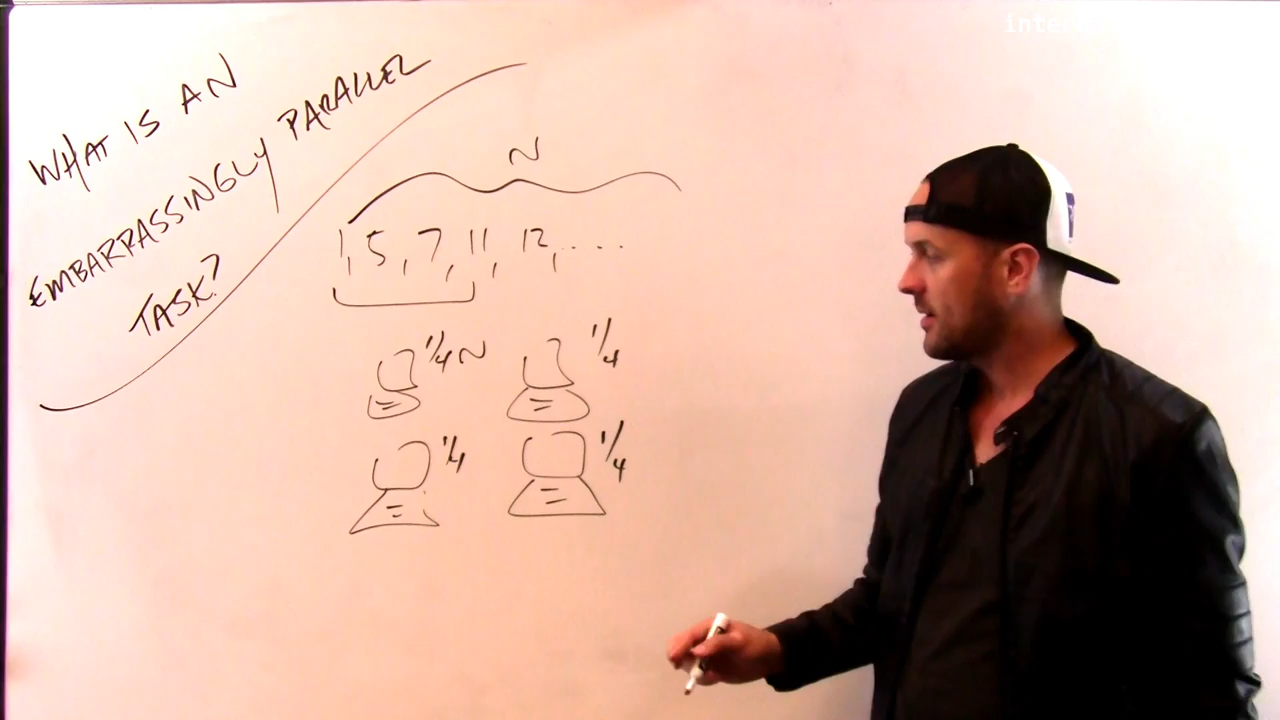 WHAT IS AN
EMBARRASSINGLY PARALLEL
TASK?
N
1, 5, 7, 11, 12, ....
1/4 N
1/4
1/4
1/4